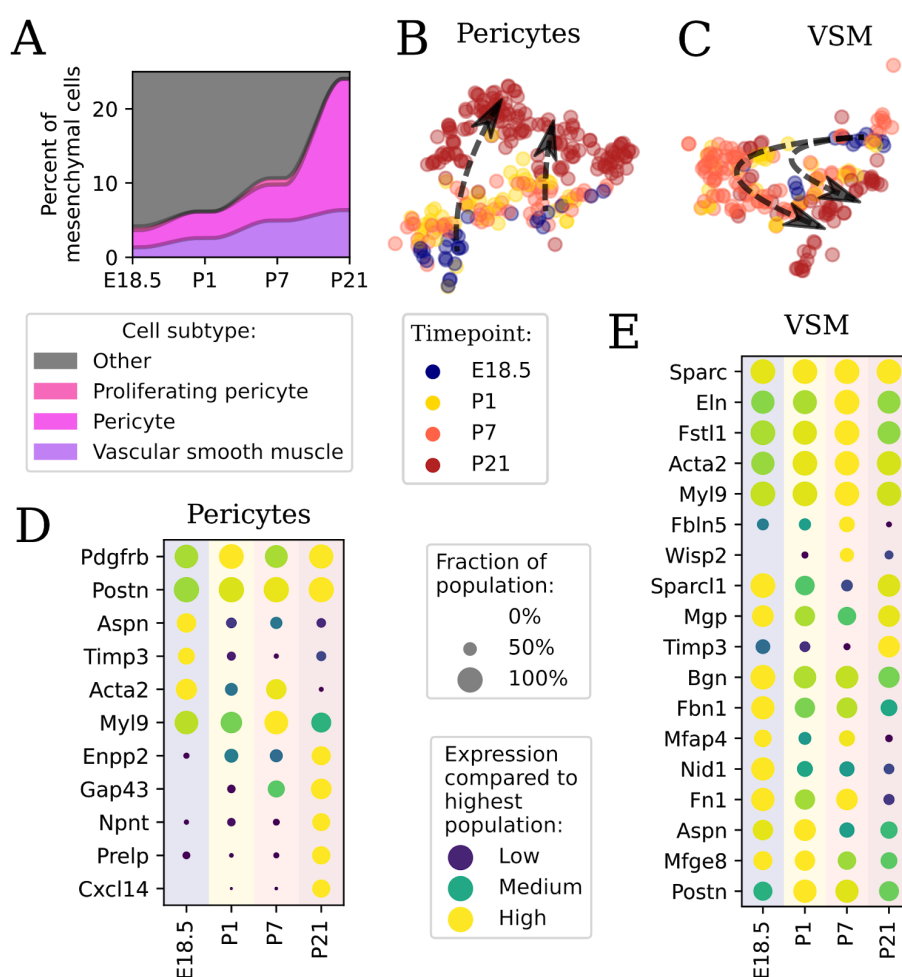 A
B
Pericytes
C
VSM
Percent of
mesenchymal cells
20
10
0
E18.5
P1
P7
P21
Cell subtype:
Other
Proliferating pericyte
Pericyte
Vascular smooth muscle
Timepoint:
E18.5
P1
P7
P21
E
VSM
Sparc
Eln
Fstl1
Acta2
Myl9
Fbln5
Wisp2
Sparcl1
Mgp
Timp3
Bgn
Fbn1
Mfap4
Nid1
Fn1
Aspn
Mfge8
Postn
E18.5
P1
P7
P21
D
Pericytes
Pdgfrb
Postn
Aspn
Timp3
Acta2
Myl9
Enpp2
Gap43
Npnt
Prelp
Cxcl14
E18.5
P1
P7
P21
Fraction of
population:
0%
50%
100%
Expression
compared to
highest
population:
Low
Medium
High